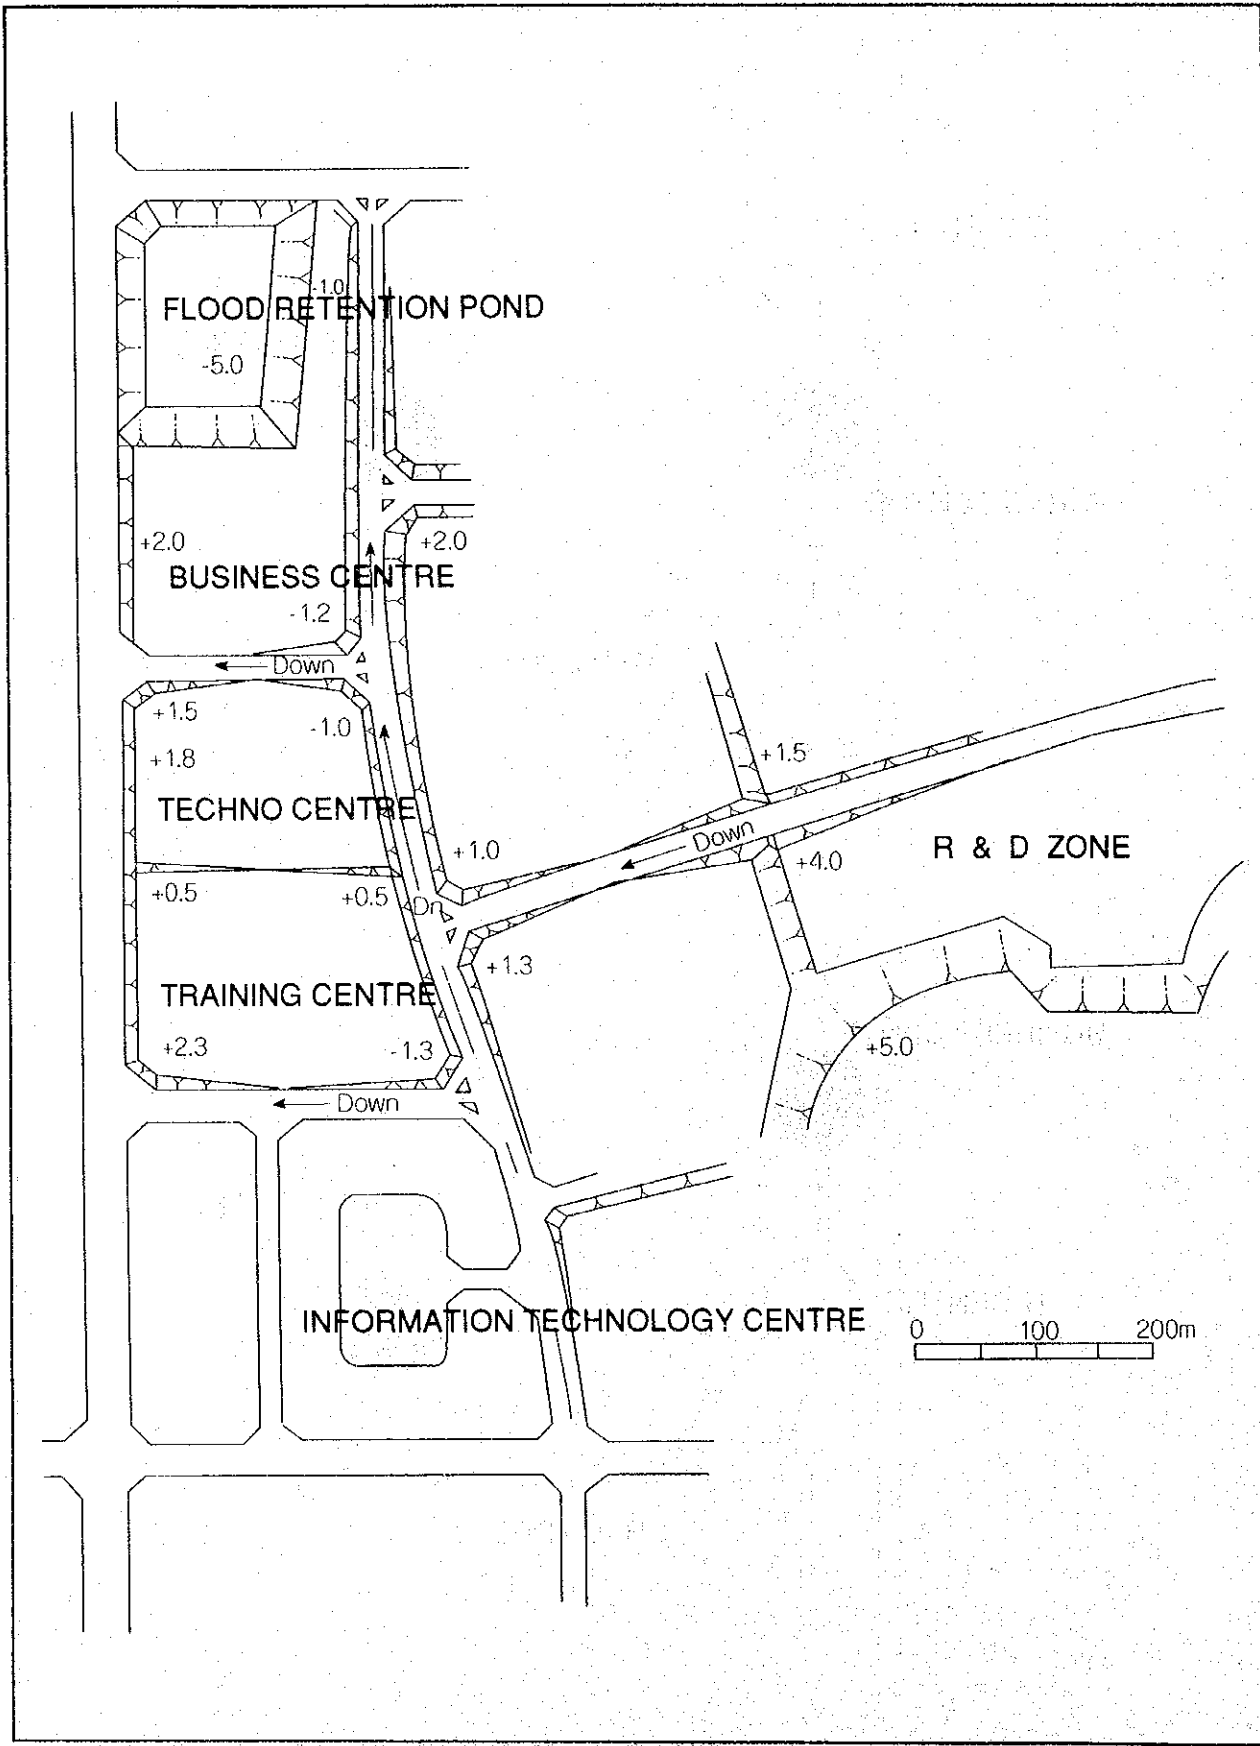 -1.0
FLOOD RETENTION POND
-5.0
+2.0
+2.0
BUSINESS CENTRE
-1.2
Down
+1.5
-1.0
+1.8
+1.5
TECHNO CENTRE
Down
+1.0
+4.0
R & D ZONE
+0.5
+0.5
Dn
+1.3
TRAINING CENTRE
+2.3
-1.3
+5.0
Down
INFORMATION TECHNOLOGY CENTRE
0 100 200m